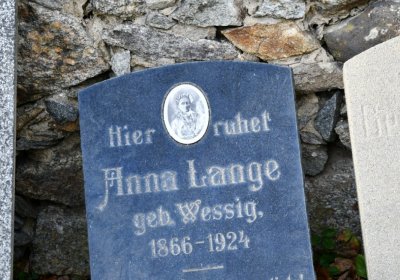 Hier ruhet
Anna Lange
geb. Wessig,
1866-1924